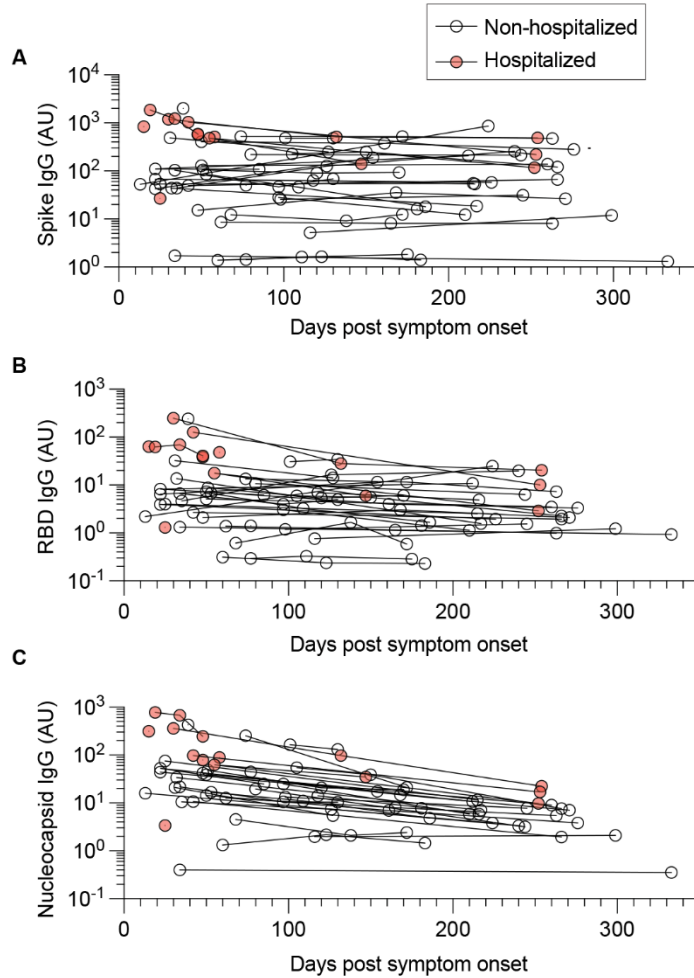 Non-hospitalized
Hospitalized
A
Spike IgG (AU)
10⁴
10³
10²
10¹
10⁰
0 100 200 300
Days post symptom onset
B
RBD IgG (AU)
10³
10²
10¹
10⁰
10⁻¹
0 100 200 300
Days post symptom onset
C
Nucleocapsid IgG (AU)
10³
10²
10¹
10⁰
10⁻¹
0 100 200 300
Days post symptom onset